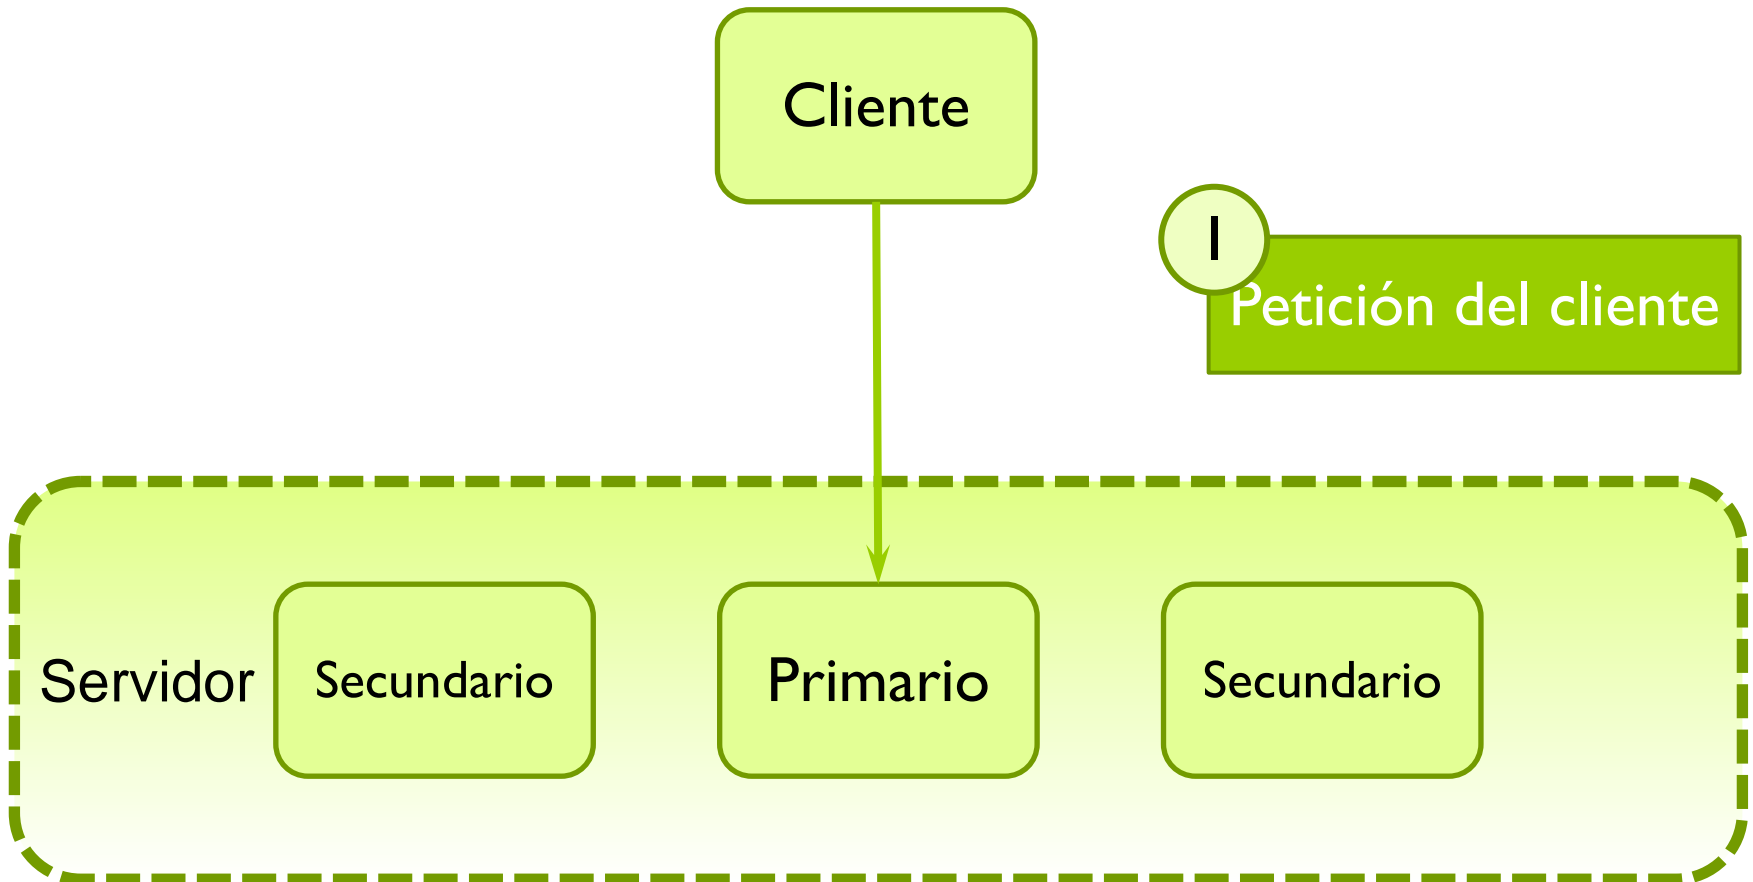 Cliente
1
Petición del cliente
Servidor
Secundario
Primario
Secundario